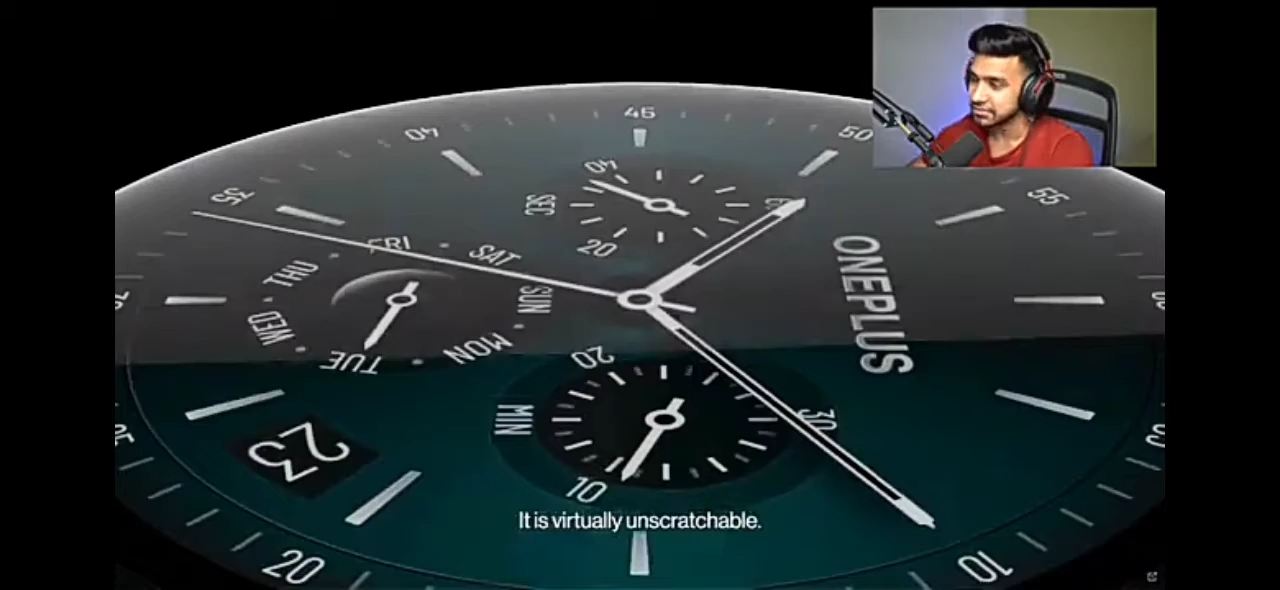 45
40
50
35
55
40
60
SEC
20
FRI
SAT
THU
SUN
WED
MON
TUE
ONEPLUS
20
MIN
30
10
23
It is virtually unscratchable.
20
10